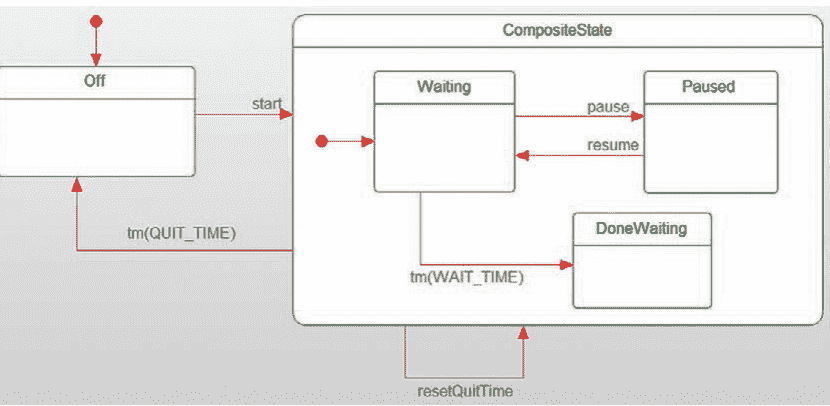 CompositeState
Off
Waiting
Paused
start
pause
resume
tm(QUIT_TIME)
DoneWaiting
tm(WAIT_TIME)
resetQuitTime